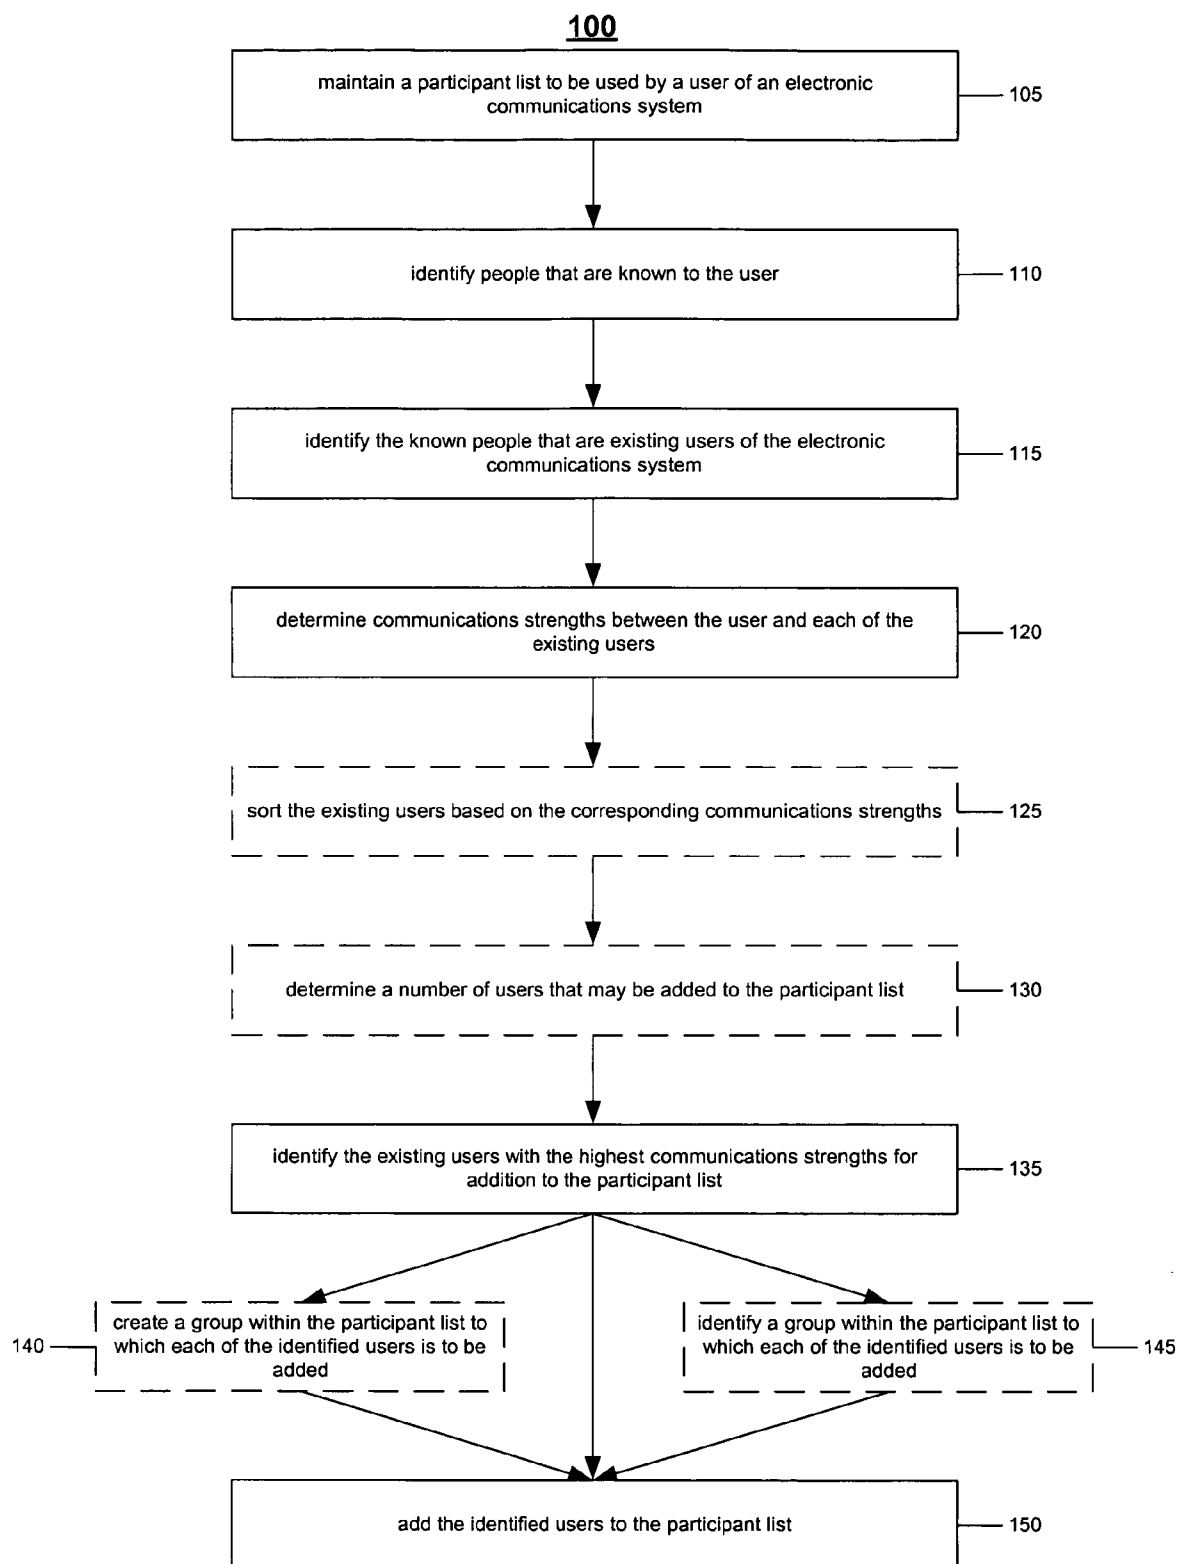 100
maintain a participant list to be used by a user of an electronic
communications system
105
identify people that are known to the user
110
identify the known people that are existing users of the electronic
communications system
115
determine communications strengths between the user and each of the
existing users
120
sort the existing users based on the corresponding communications strengths
125
determine a number of users that may be added to the participant list
130
identify the existing users with the highest communications strengths for
addition to the participant list
135
140
create a group within the participant list to
which each of the identified users is to be
added
identify a group within the participant list to
which each of the identified users is to be
added
145
add the identified users to the participant list
150